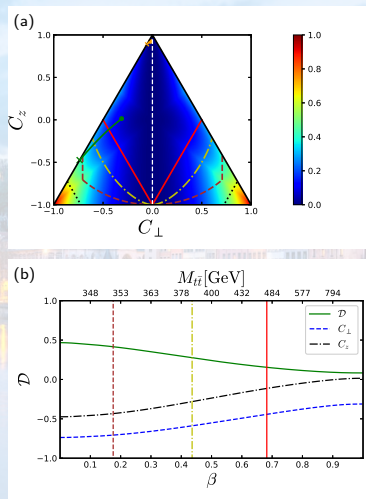 (a)
1.0
0.5
0.0
−0.5
−1.0
C_z
−1.0 −0.5 0.0 0.5 1.0
C_⊥
1.0
0.8
0.6
0.4
0.2
0.0
(b)
M_{tt̄}[GeV]
348 353 363 378 400 432 484 577 794
1.0
0.5
0.0
−0.5
−1.0
𝒟
𝒟
C_⊥
C_z
0.1 0.2 0.3 0.4 0.5 0.6 0.7 0.8 0.9
β